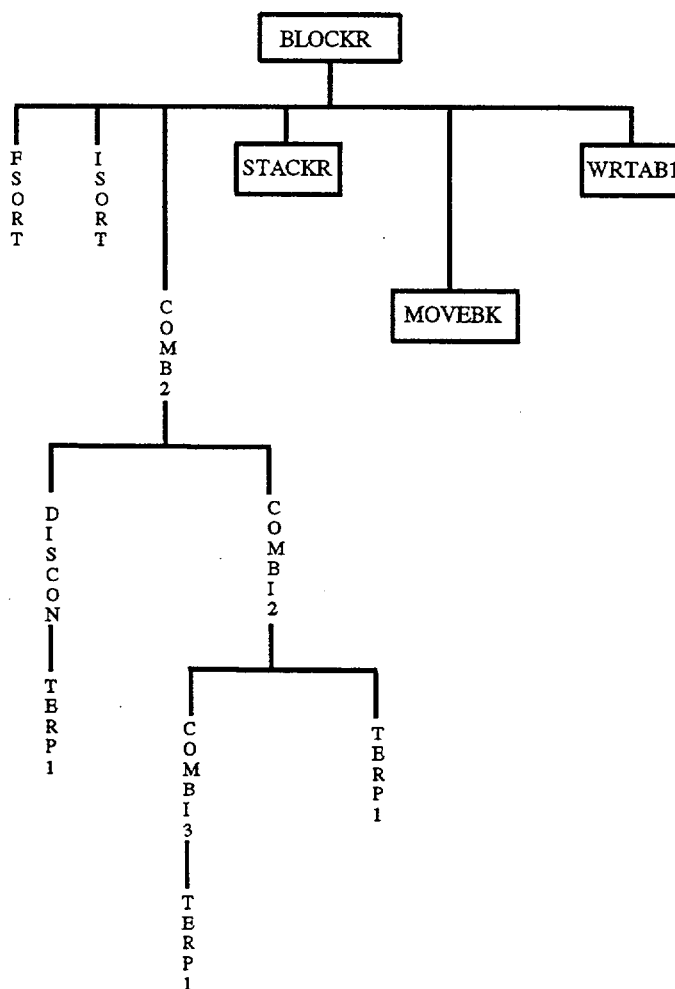 BLOCKR
FSORT
ISORT
STACKR
WRTAB1
COMB2
MOVEBK
DISCON
COMBI2
TERP1
COMBI3
TERP1
TERP1